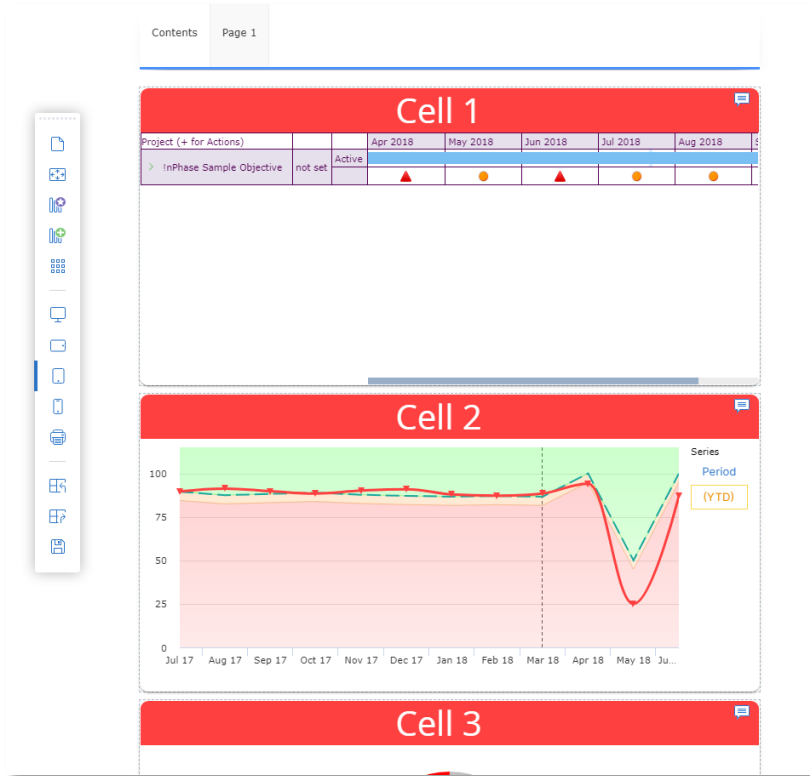 Contents Page 1
Cell 1
Project (+ for Actions) Apr 2018 May 2018 Jun 2018 Jul 2018 Aug 2018
nPhase Sample Objective not set Active
Cell 2
Series
Period
(YTD)
100
75
50
25
0
Jul 17 Aug 17 Sep 17 Oct 17 Nov 17 Dec 17 Jan 18 Feb 18 Mar 18 Apr 18 May 18 Ju...
Cell 3